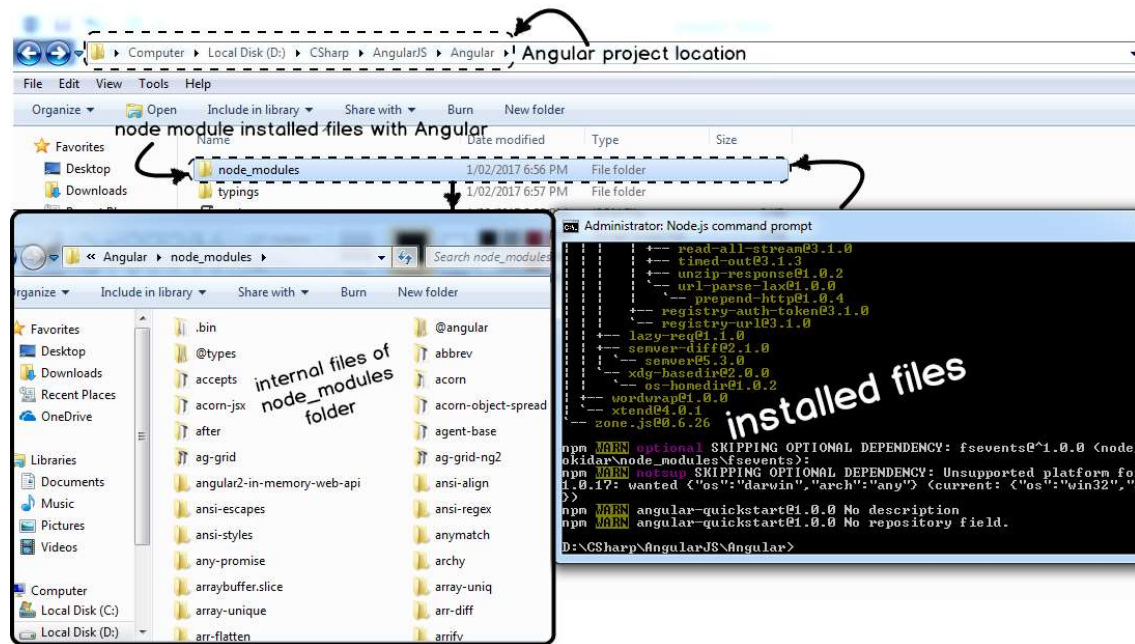 Computer ▸ Local Disk (D:) ▸ CSharp ▸ AngularJS ▸ Angular ▸
Angular project location
File Edit View Tools Help
Organize Open Include in library Share with Burn New folder
node module installed files with Angular
Name Date modified Type Size
Favorites
Desktop
Downloads
node_modules 1/02/2017 6:56 PM File folder
typings 1/02/2017 6:57 PM File folder
« Angular ▸ node_modules ▸
Search node_modules
Include in library Share with Burn New folder
Favorites
Desktop
Downloads
Recent Places
OneDrive
Libraries
Documents
Music
Pictures
Videos
Computer
Local Disk (C:)
Local Disk (D:)
.bin
@types
accepts
acorn-jsx
after
ag-grid
angular2-in-memory-web-api
ansi-escapes
ansi-styles
any-promise
arraybuffer.slice
array-unique
arr-flatten
@angular
abbrev
acorn
acorn-object-spread
agent-base
ag-grid-ng2
ansi-align
ansi-regex
anymatch
archy
array-uniq
arr-diff
arrify
internal files of
node_modules
folder
Administrator: Node.js command prompt
+-- read-all-stream@3.1.0
+-- timed-out@3.1.3
+-- unzip-response@1.0.2
`-- url-parse-lax@1.0.0
`-- prepend-http@1.0.4
+-- registry-auth-token@3.1.0
`-- registry-url@3.1.0
+-- lazy-req@1.1.0
+-- semver-diff@2.1.0
`-- semver@5.3.0
`-- xdg-basedir@2.0.0
`-- os-homedir@1.0.2
+-- wordwrap@1.0.0
`-- xtend@4.0.1
`-- zone.js@0.6.26
installed files
npm WARN optional SKIPPING OPTIONAL DEPENDENCY: fsevents@^1.0.0 (node
okidar\node_modules\fsevents):
npm WARN notsup SKIPPING OPTIONAL DEPENDENCY: Unsupported platform fo
1.0.17: wanted {"os":"darwin","arch":"any"} (current: {"os":"win32","
})
npm WARN angular-quickstart@1.0.0 No description
npm WARN angular-quickstart@1.0.0 No repository field.
D:\CSharp\AngularJS\Angular>